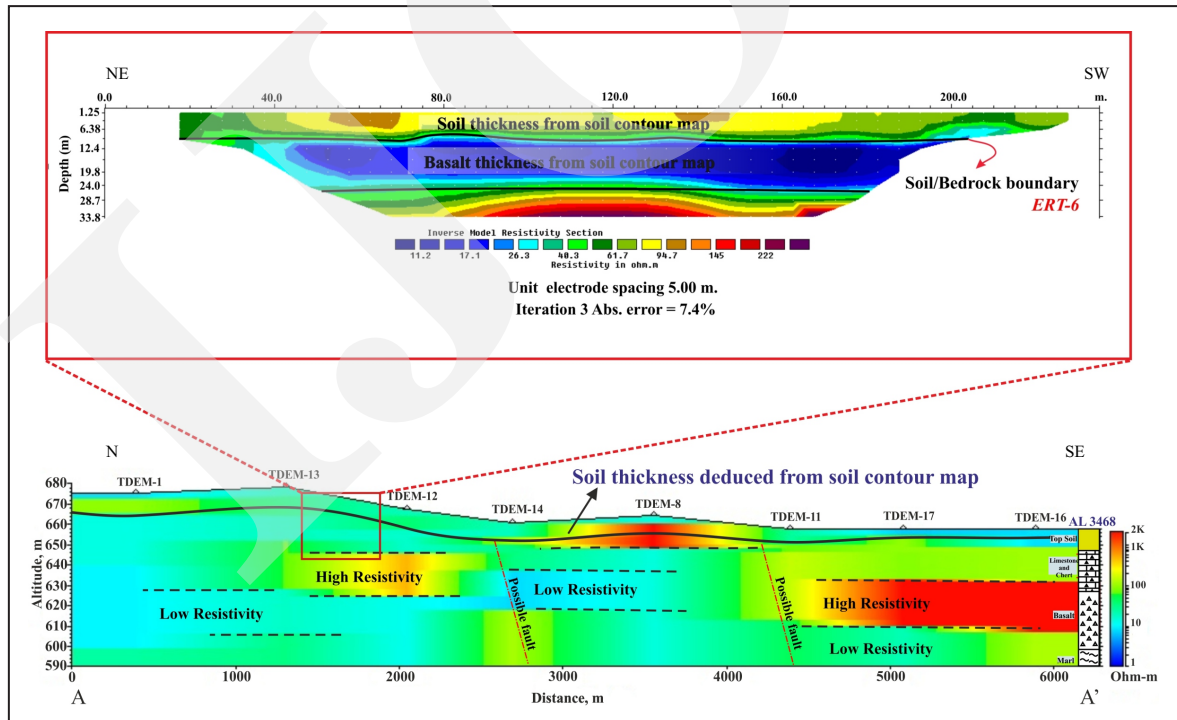 NE
SW
0.0 40.0 80.0 120.0 160.0 200.0 m.
Depth (m)
1.25
6.38
12.4
19.8
24.0
28.7
33.8
Soil thickness from soil contour map
Basalt thickness from soil contour map
Soil/Bedrock boundary
ERT-6
Inverse Model Resistivity Section
11.2 17.1 26.3 40.3 61.7 94.7 145 222
Resistivity in ohm.m
Unit electrode spacing 5.00 m.
Iteration 3 Abs. error = 7.4%
N
SE
Soil thickness deduced from soil contour map
TDEM-1
TDEM-13
TDEM-12
TDEM-14
TDEM-8
TDEM-11
TDEM-17
TDEM-16
AL 3468
Altitude, m
680
670
660
650
640
630
620
610
600
590
High Resistivity
Low Resistivity
Possible fault
Low Resistivity
Possible fault
High Resistivity
Low Resistivity
Top Soil
Limestone
and
Chert
Basalt
Marl
2K
11K
100
10
1
Ohm-m
0 1000 2000 3000 4000 5000 6000
A
Distance, m
A'